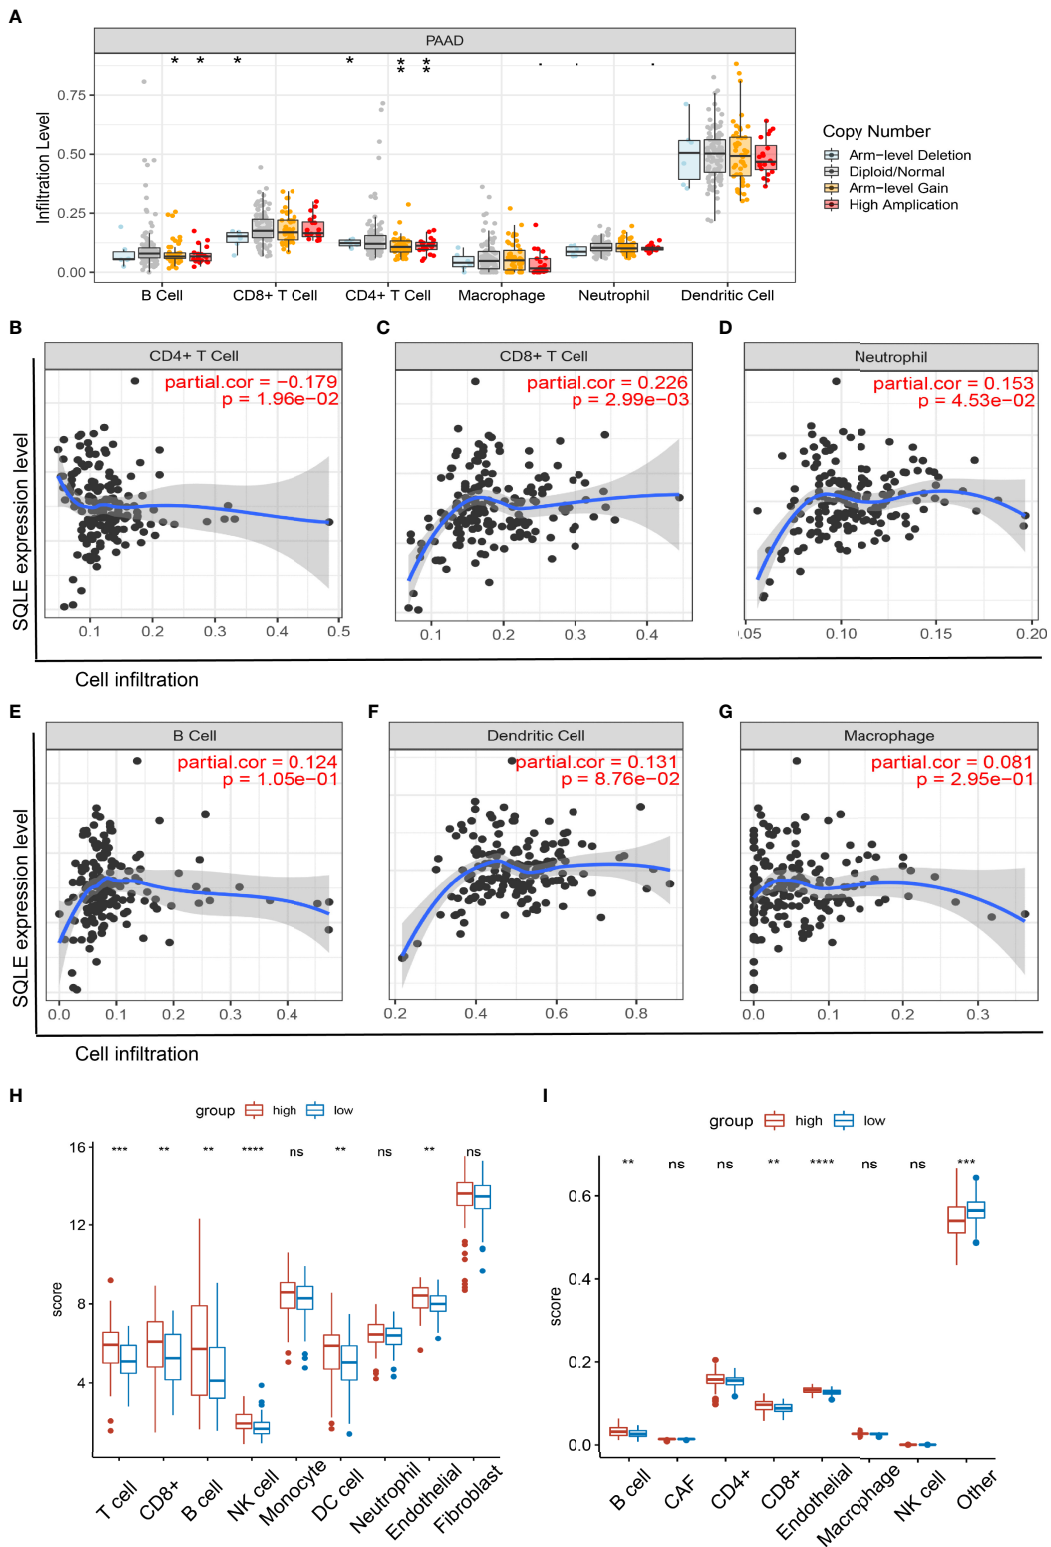 A
PAAD
* * * * * * * *
Infiltration Level
0.75
0.50
0.25
0.00
B Cell CD8+ T Cell CD4+ T Cell Macrophage Neutrophil Dendritic Cell
Copy Number
Arm-level Deletion
Diploid/Normal
Arm-level Gain
High Amplication
B C D
CD4+ T Cell
partial.cor = −0.179
p = 1.96e−02
0.1 0.2 0.3 0.4 0.5
CD8+ T Cell
partial.cor = 0.226
p = 2.99e−03
0.1 0.2 0.3 0.4
Neutrophil
partial.cor = 0.153
p = 4.53e−02
.05 0.10 0.15 0.20
SQLE expression level
Cell infiltration
E F G
B Cell
partial.cor = 0.124
p = 1.05e−01
0.0 0.1 0.2 0.3 0.4
Dendritic Cell
partial.cor = 0.131
p = 8.76e−02
0.2 0.4 0.6 0.8
Macrophage
partial.cor = 0.081
p = 2.95e−01
0.0 0.1 0.2 0.3
SQLE expression level
Cell infiltration
H
group high low
*** ** ** **** ns ** ns ** ns
score
16
12
8
4
T cell CD8+ B cell NK cell Monocyte DC cell Neutrophil Endothelial Fibroblast
I
group high low
** ns ns ** **** ns ns ***
score
0.6
0.4
0.2
0.0
B cell CAF CD4+ CD8+ Endothelial Macrophage NK cell Other